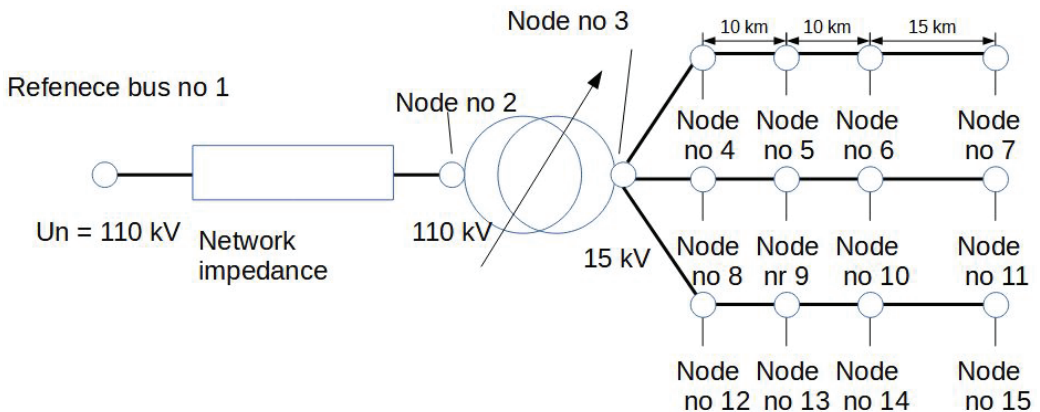 Node no 3
10 km
10 km
15 km
Refenece bus no 1
Node no 2
Node no 4
Node no 5
Node no 6
Node no 7
Un = 110 kV
Network
impedance
110 kV
15 kV
Node no 8
Node nr 9
Node no 10
Node no 11
Node no 12
Node no 13
Node no 14
Node no 15